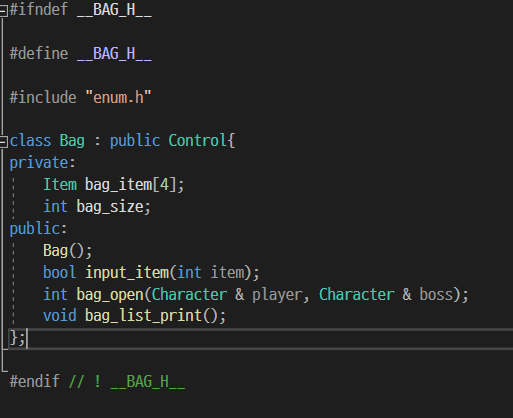 #ifndef __BAG_H__
#define __BAG_H__
#include "enum.h"
class Bag : public Control{
private:
Item bag_item[4];
int bag_size;
public:
Bag();
bool input_item(int item);
int bag_open(Character & player, Character & boss);
void bag_list_print();
};
#endif // ! __BAG_H__